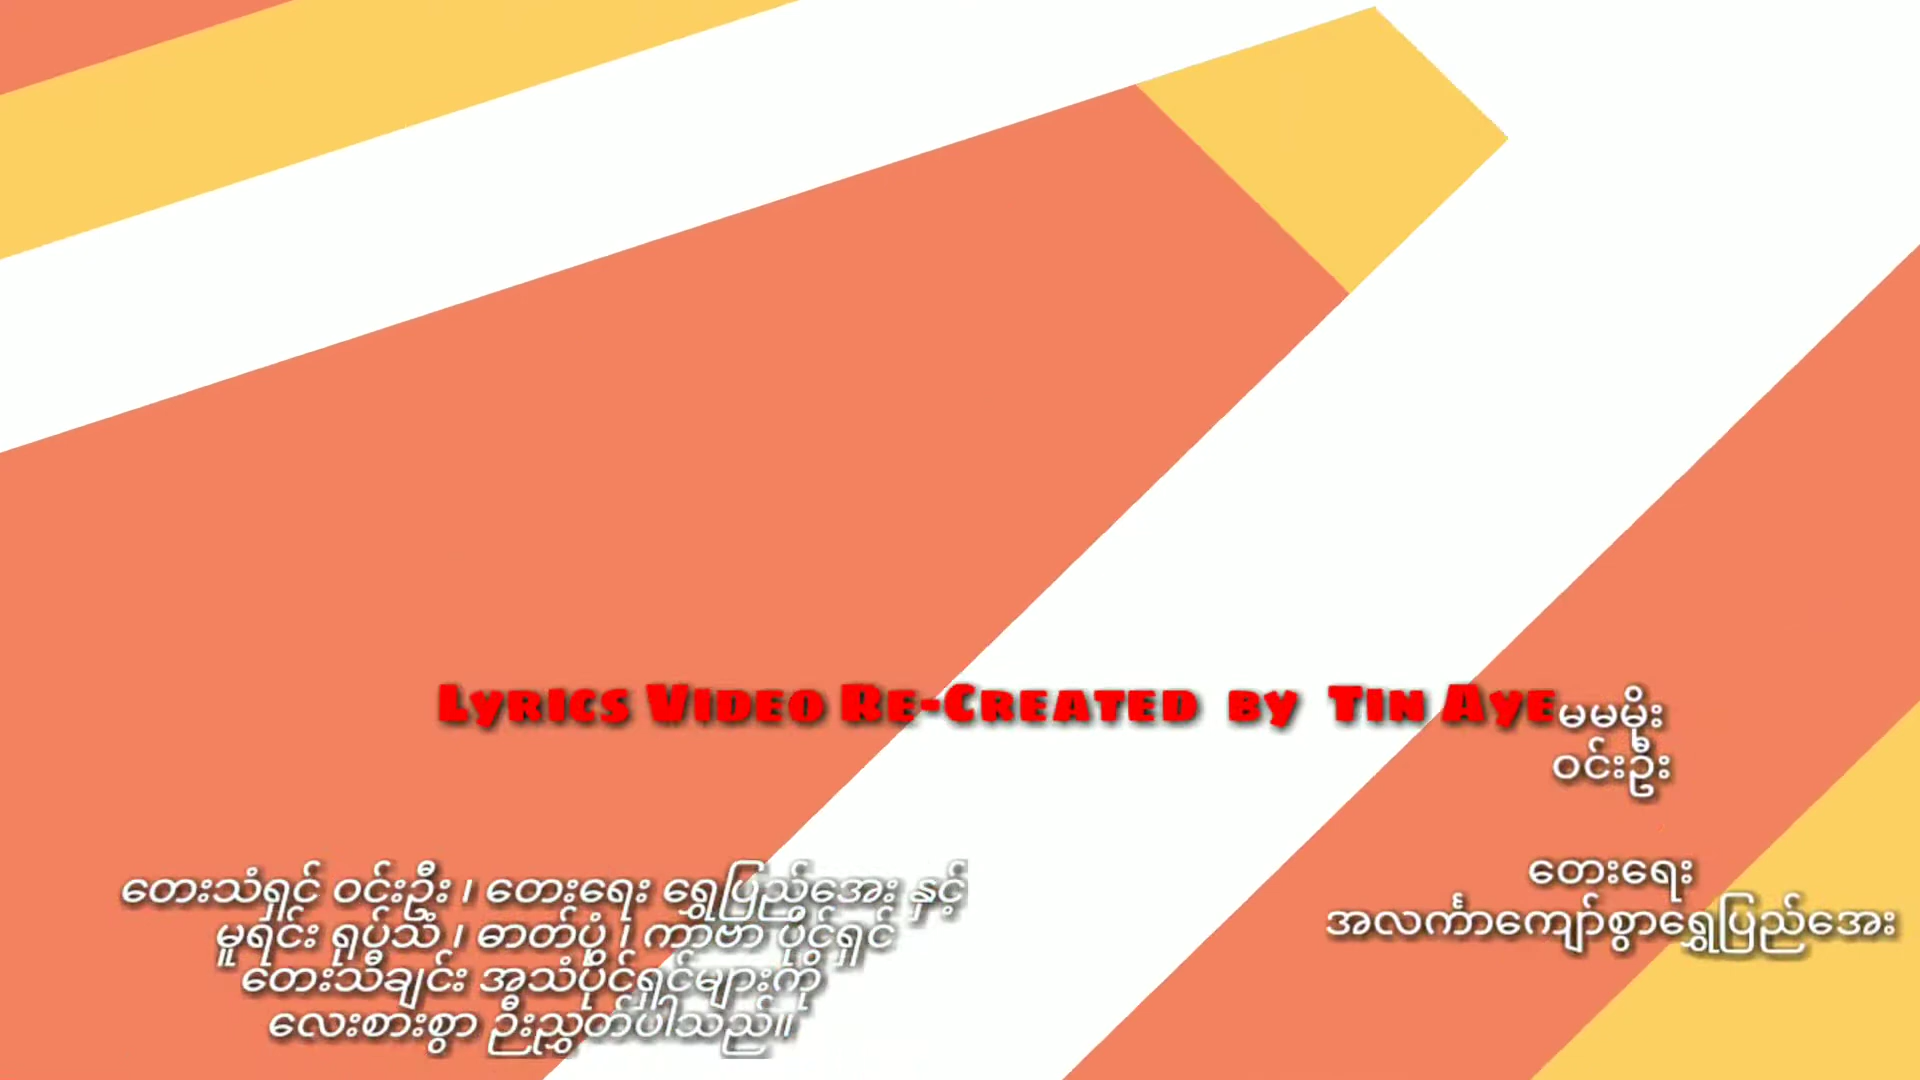 Lyrics Video Re-Created by Tin Aye
မမမိုး
ဝင်းဦး
တေးရေး
အလင်္ကာကျော်စွာရွှေပြည်အေး
တေးသံရှင် ဝင်းဦး ၊ တေးရေး ရွှေပြည်အေး နှင့်
မူရင်း ရုပ်သံ ၊ ဓာတ်ပုံ ၊ ကာဗာ ပိုင်ရှင်
တေးသီချင်း အသံပိုင်ရှင်များကို
လေးစားစွာ ဦးညွှတ်ပါသည်။